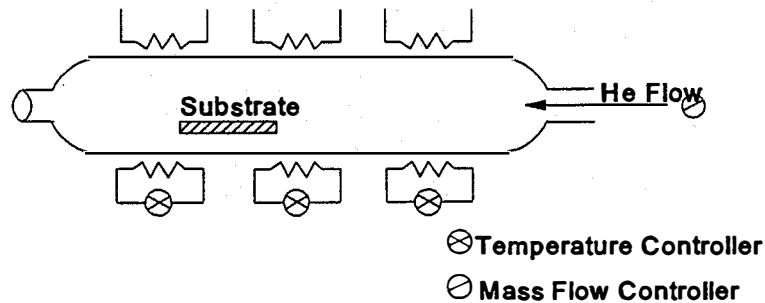 Substrate
He Flow
Temperature Controller
Mass Flow Controller